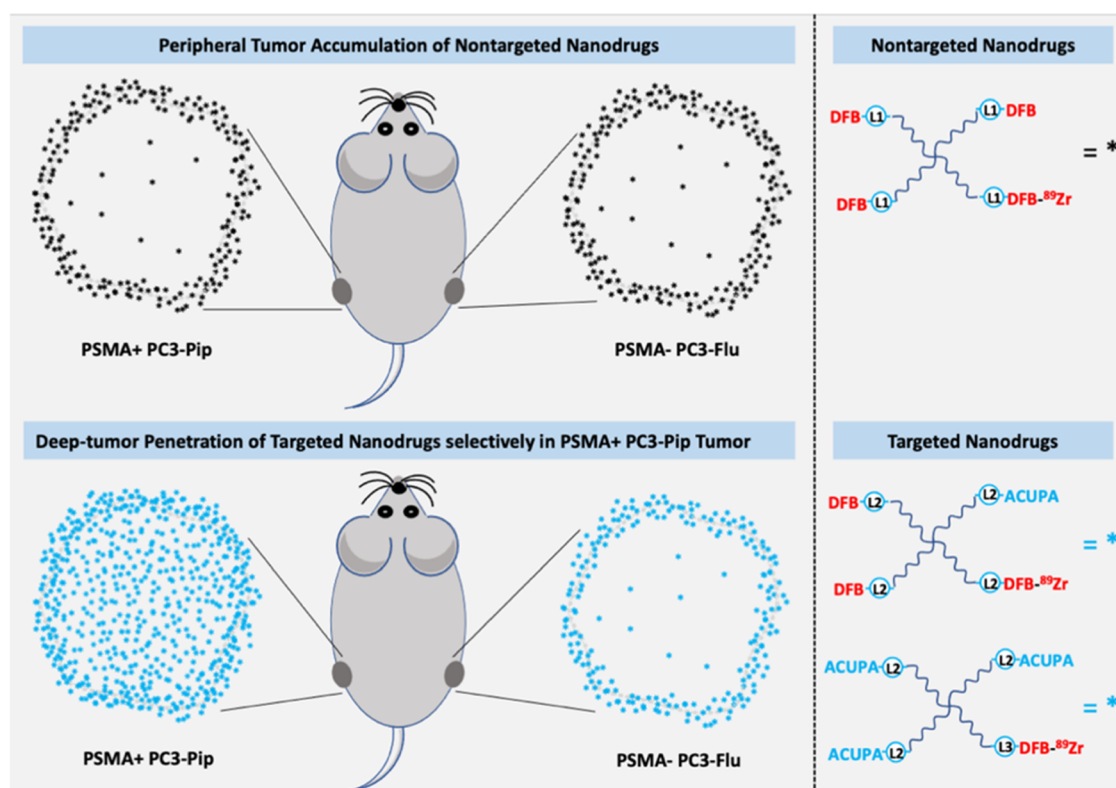 Peripheral Tumor Accumulation of Nontargeted Nanodrugs
PSMA+ PC3-Pip
PSMA- PC3-Flu
Nontargeted Nanodrugs
DFB-L1
L1-DFB
= *
DFB-L1
L1-DFB-⁸⁹Zr
Deep-tumor Penetration of Targeted Nanodrugs selectively in PSMA+ PC3-Pip Tumor
PSMA+ PC3-Pip
PSMA- PC3-Flu
Targeted Nanodrugs
DFB-L2
L2-ACUPA
= *
DFB-L2
L2-DFB-⁸⁹Zr
ACUPA-L2
L2-ACUPA
= *
ACUPA-L2
L3-DFB-⁸⁹Zr